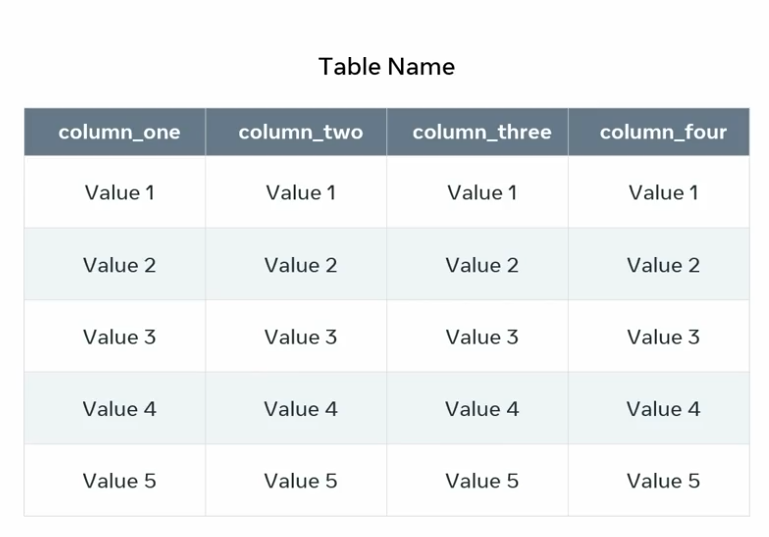 Table Name
column_one column_two column_three column_four
Value 1 Value 1 Value 1 Value 1
Value 2 Value 2 Value 2 Value 2
Value 3 Value 3 Value 3 Value 3
Value 4 Value 4 Value 4 Value 4
Value 5 Value 5 Value 5 Value 5